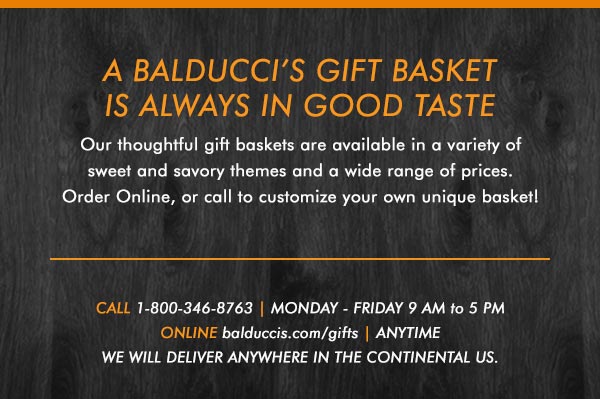 A BALDUCCI’S GIFT BASKET
IS ALWAYS IN GOOD TASTE
Our thoughtful gift baskets are available in a variety of
sweet and savory themes and a wide range of prices.
Order Online, or call to customize your own unique basket!
CALL 1-800-346-8763 | MONDAY - FRIDAY 9 AM to 5 PM
ONLINE balduccis.com/gifts | ANYTIME
WE WILL DELIVER ANYWHERE IN THE CONTINENTAL US.